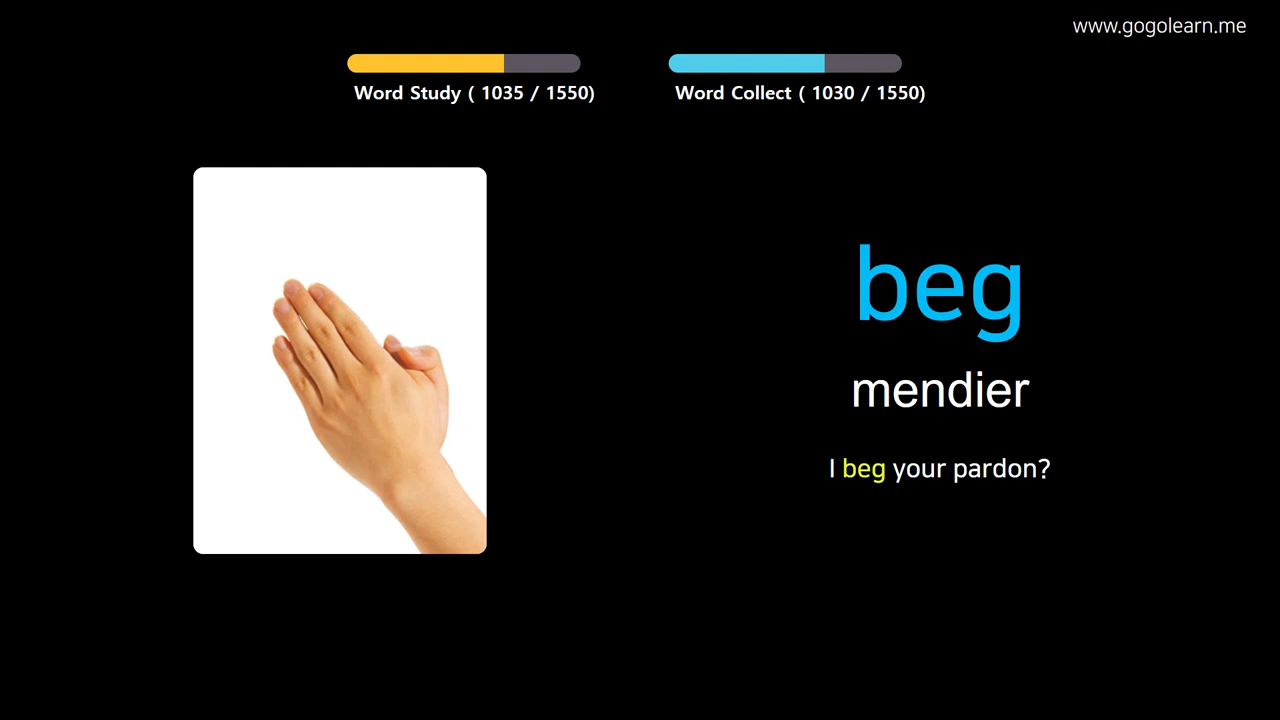 www.gogolearn.me
Word Study ( 1035 / 1550)
Word Collect ( 1030 / 1550)
beg
mendier
I beg your pardon?